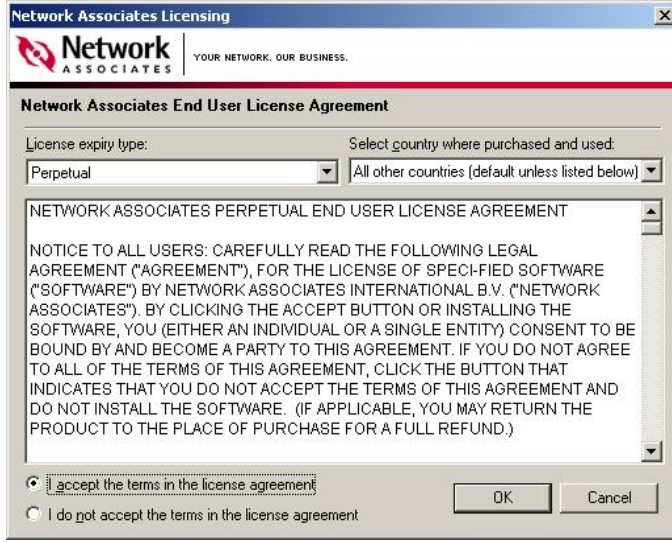 Network Associates Licensing
Network
ASSOCIATES
YOUR NETWORK. OUR BUSINESS.
Network Associates End User License Agreement
License expiry type:
Select country where purchased and used:
Perpetual
All other countries (default unless listed below)
NETWORK ASSOCIATES PERPETUAL END USER LICENSE AGREEMENT
NOTICE TO ALL USERS: CAREFULLY READ THE FOLLOWING LEGAL
AGREEMENT ("AGREEMENT"), FOR THE LICENSE OF SPECI-FIED SOFTWARE
("SOFTWARE") BY NETWORK ASSOCIATES INTERNATIONAL B.V. ("NETWORK
ASSOCIATES"). BY CLICKING THE ACCEPT BUTTON OR INSTALLING THE
SOFTWARE, YOU (EITHER AN INDIVIDUAL OR A SINGLE ENTITY) CONSENT TO BE
BOUND BY AND BECOME A PARTY TO THIS AGREEMENT. IF YOU DO NOT AGREE
TO ALL OF THE TERMS OF THIS AGREEMENT, CLICK THE BUTTON THAT
INDICATES THAT YOU DO NOT ACCEPT THE TERMS OF THIS AGREEMENT AND
DO NOT INSTALL THE SOFTWARE. (IF APPLICABLE, YOU MAY RETURN THE
PRODUCT TO THE PLACE OF PURCHASE FOR A FULL REFUND.)
I accept the terms in the license agreement
I do not accept the terms in the license agreement
OK
Cancel